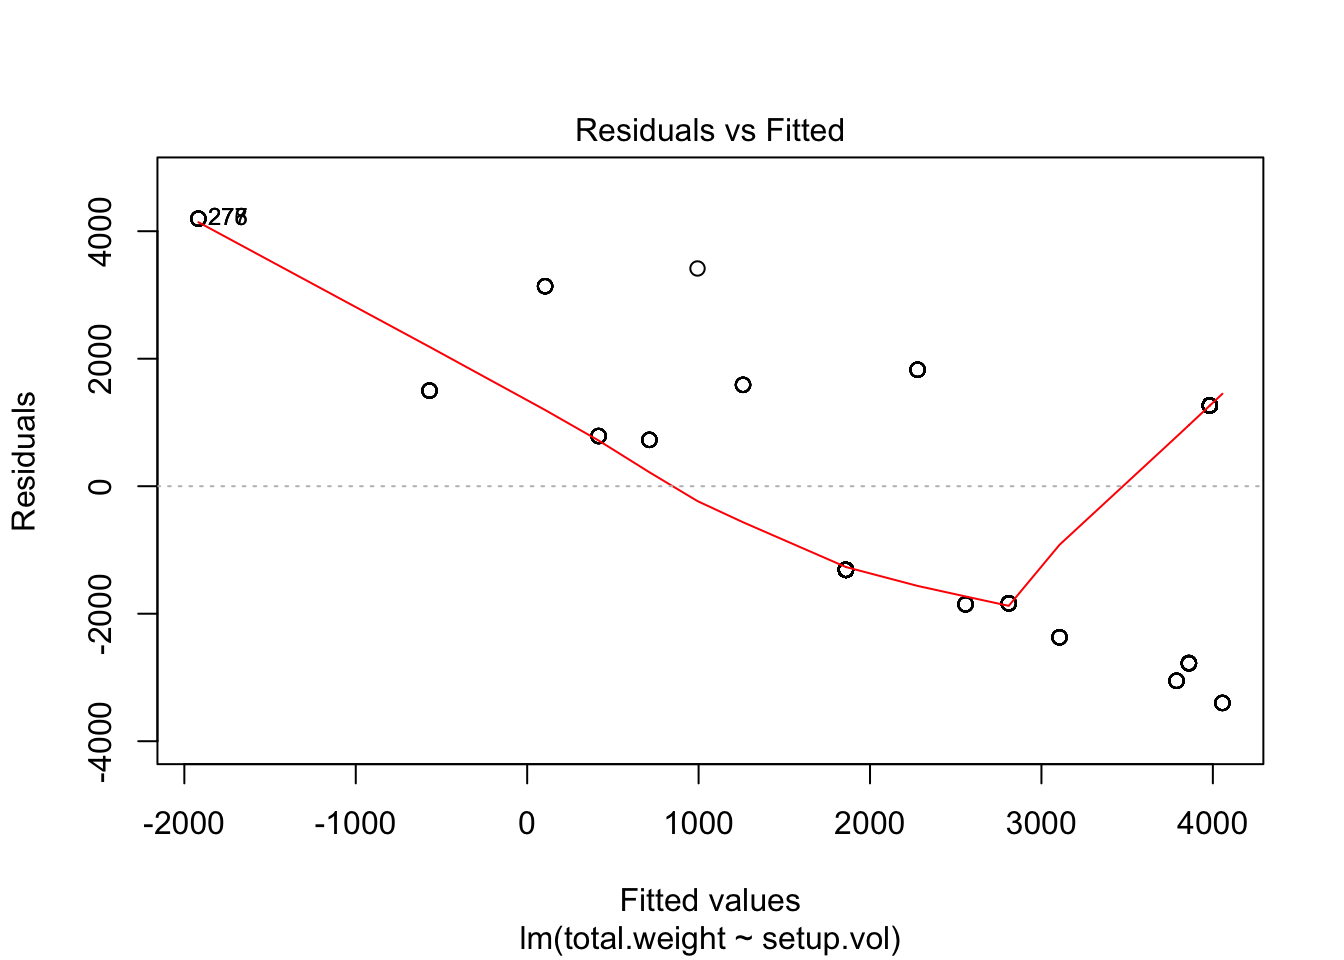 Residuals vs Fitted
Residuals
4000
2000
0
-2000
-4000
-2000 -1000 0 1000 2000 3000 4000
Fitted values
lm(total.weight ~ setup.vol)